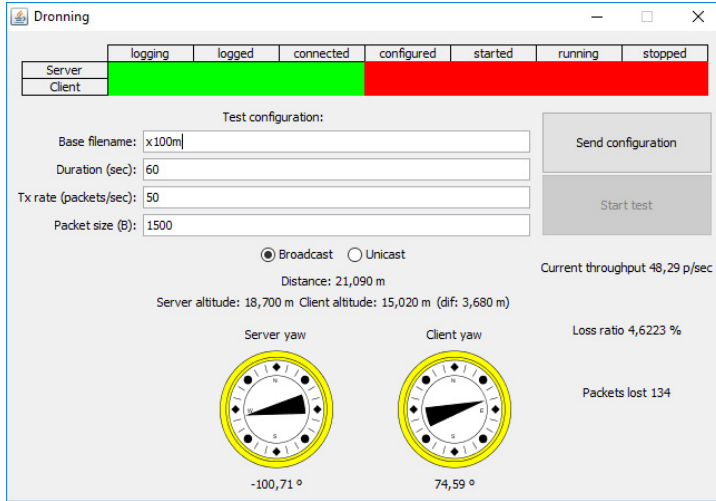 Dronning
logging logged connected configured started running stopped
Server
Client
Test configuration:
Base filename: x100m
Send configuration
Duration (sec): 60
Tx rate (packets/sec): 50
Start test
Packet size (B): 1500
Broadcast Unicast
Distance: 21,090 m
Current throughput 48,29 p/sec
Server altitude: 18,700 m Client altitude: 15,020 m (dif: 3,680 m)
Server yaw Client yaw
Loss ratio 4,6223 %
N N
W E
Packets lost 134
S S
-100,71 º 74,59 º